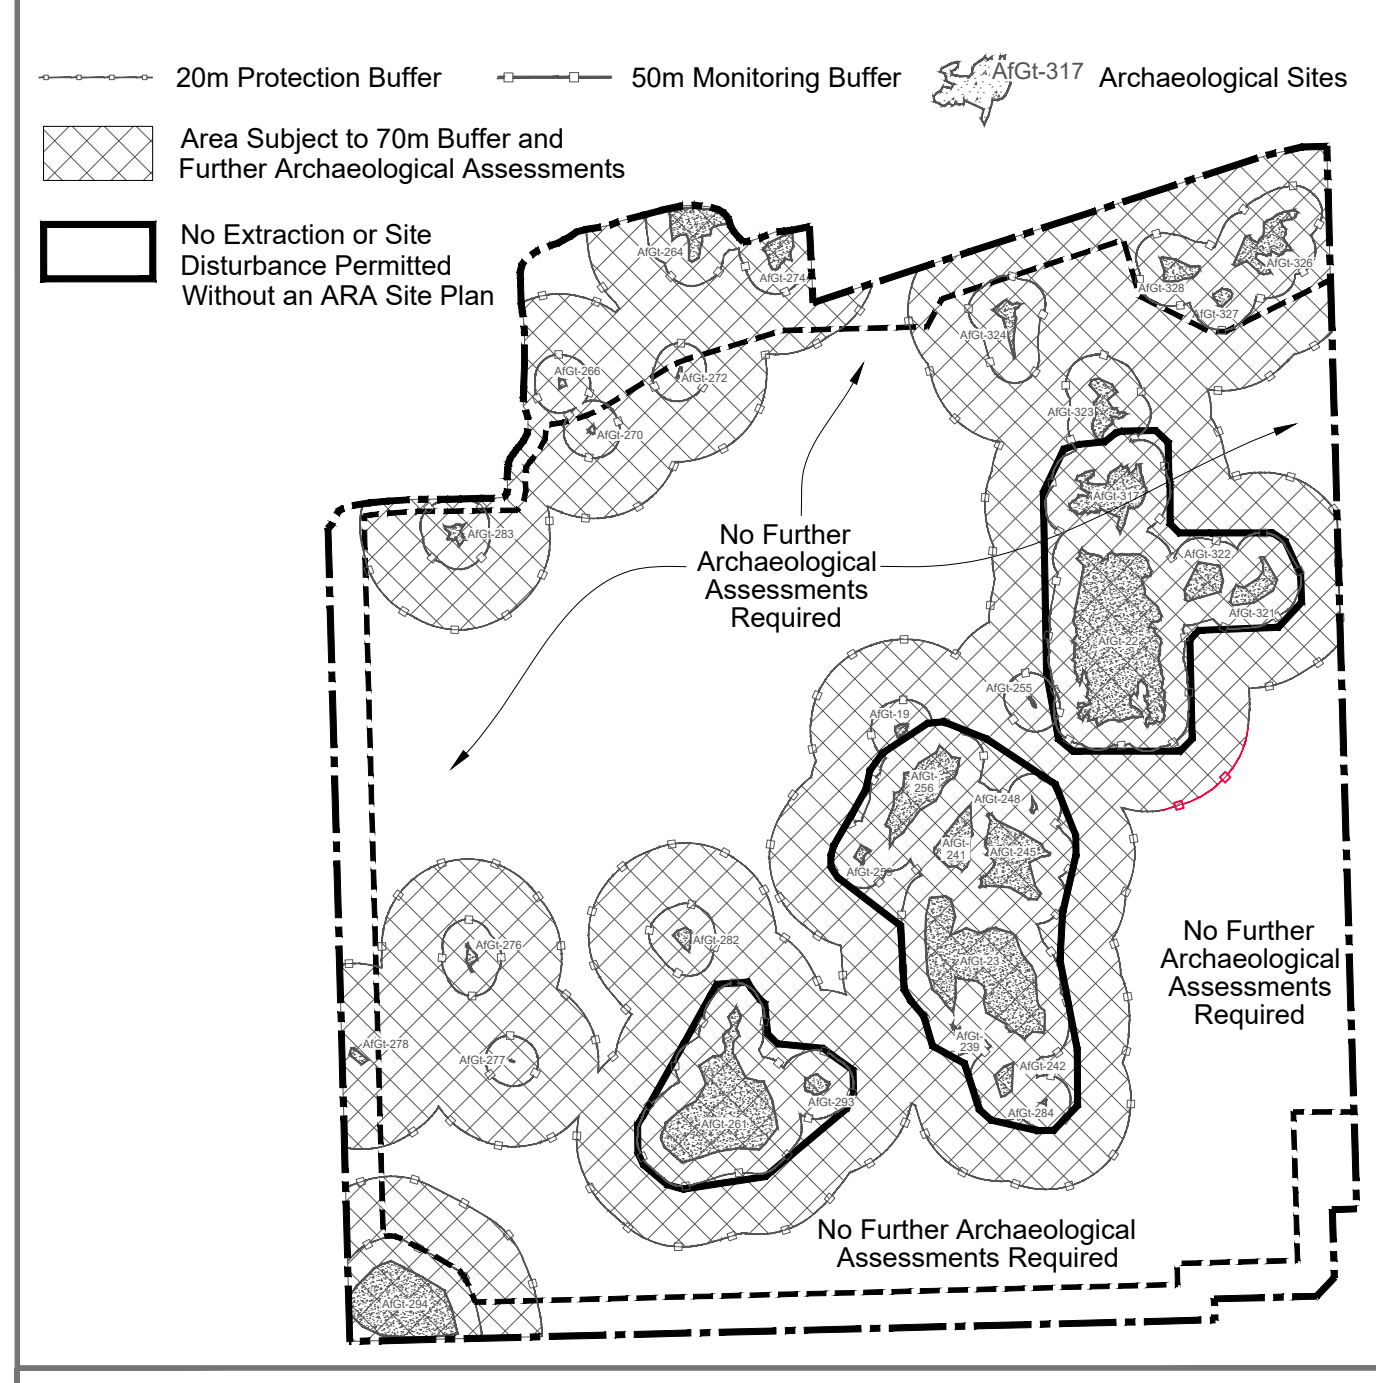 20m Protection Buffer
50m Monitoring Buffer
AfGt-317
Archaeological Sites
Area Subject to 70m Buffer and
Further Archaeological Assessments
No Extraction or Site
Disturbance Permitted
Without an ARA Site Plan
AfGt-264
AfGt-274
AfGt-326
AfGt-328
AfGt-327
AfGt-324
AfGt-266
AfGt-272
AfGt-323
AfGt-270
AfGt-317
AfGt-283
No Further
Archaeological
Assessments
Required
AfGt-322
AfGt-321
AfGt-22
AfGt-255
AfGt-19
AfGt-
256
AfGt-248
AfGt-
241
AfGt-245
AfGt-25
AfGt-276
AfGt-282
AfGt-23
No Further
Archaeological
Assessments
Required
AfGt-
239
AfGt-278
AfGt-277
AfGt-242
AfGt-293
AfGt-284
AfGt-261
No Further Archaeological
Assessments Required
AfGt-294